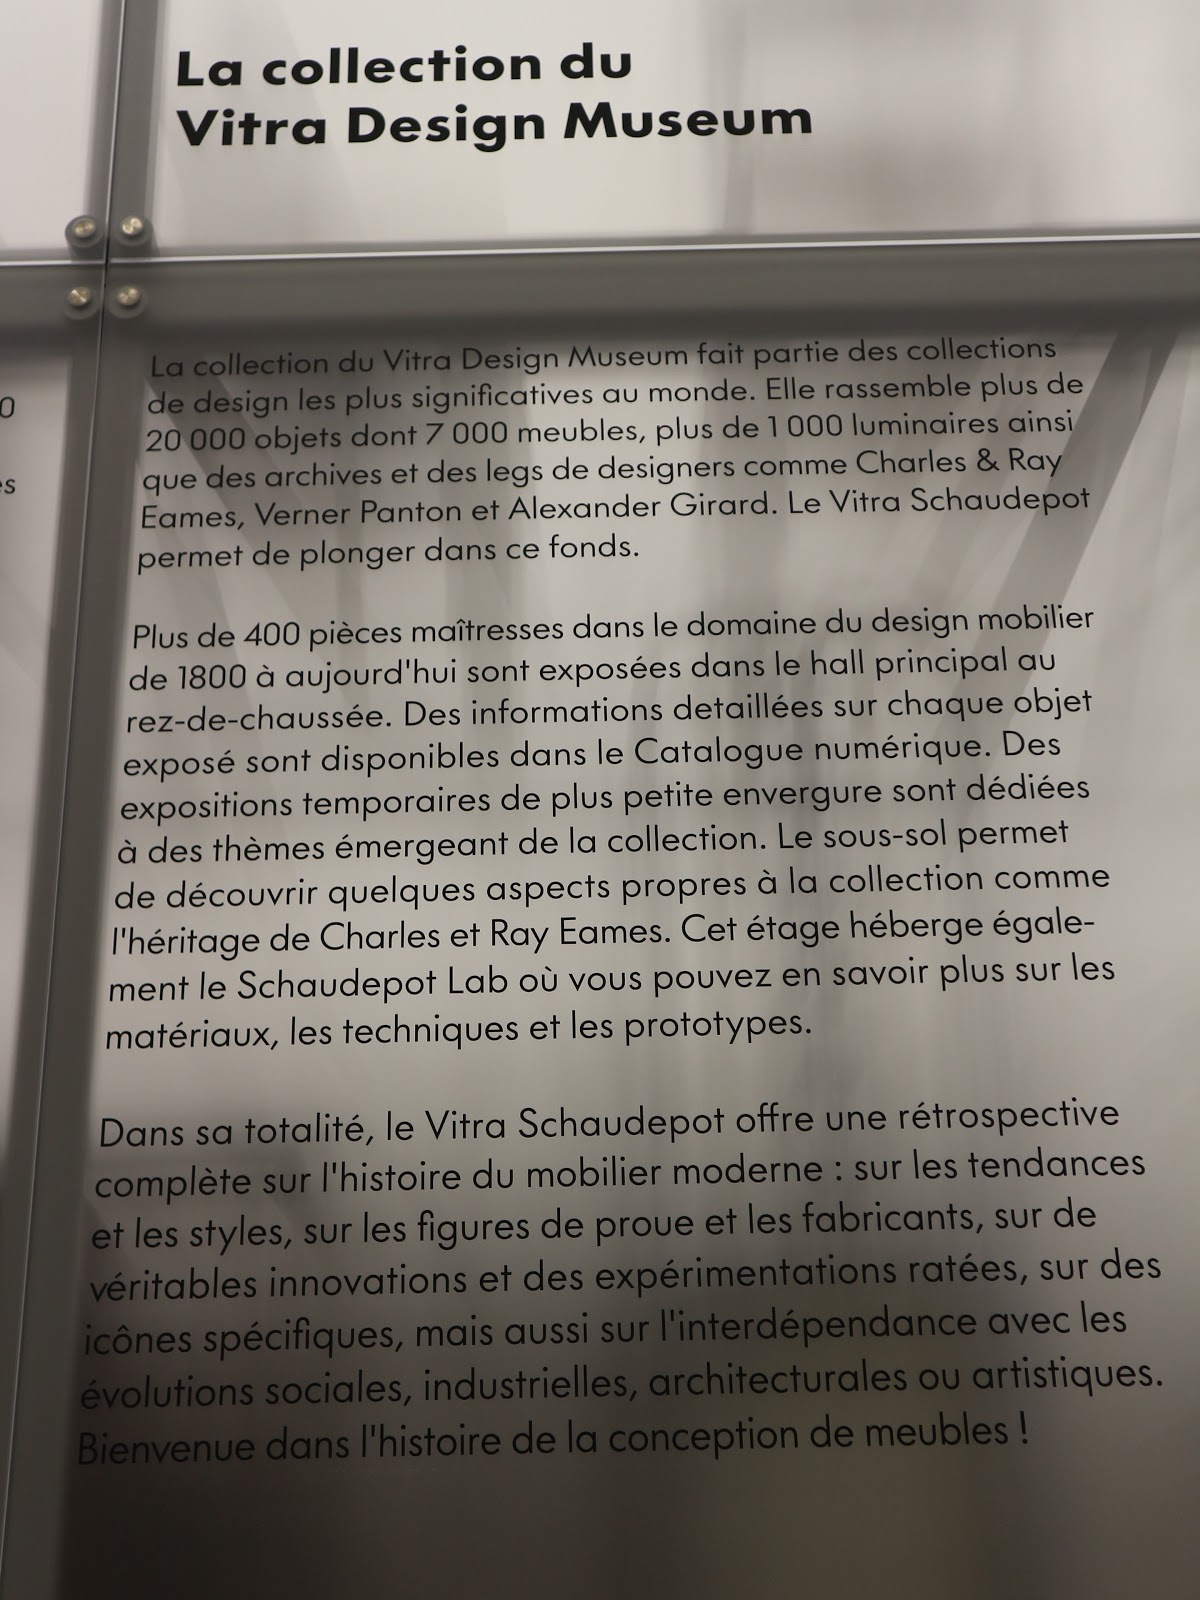 La collection du
Vitra Design Museum
0
es
La collection du Vitra Design Museum fait partie des collections
de design les plus significatives au monde. Elle rassemble plus de
20 000 objets dont 7 000 meubles, plus de 1 000 luminaires ainsi
que des archives et des legs de designers comme Charles & Ray
Eames, Verner Panton et Alexander Girard. Le Vitra Schaudepot
permet de plonger dans ce fonds.
Plus de 400 pièces maîtresses dans le domaine du design mobilier
de 1800 à aujourd'hui sont exposées dans le hall principal au
rez-de-chaussée. Des informations detaillées sur chaque objet
exposé sont disponibles dans le Catalogue numérique. Des
expositions temporaires de plus petite envergure sont dédiées
à des thèmes émergeant de la collection. Le sous-sol permet
de découvrir quelques aspects propres à la collection comme
l'héritage de Charles et Ray Eames. Cet étage héberge égale-
ment le Schaudepot Lab où vous pouvez en savoir plus sur les
matériaux, les techniques et les prototypes.
Dans sa totalité, le Vitra Schaudepot offre une rétrospective
complète sur l'histoire du mobilier moderne : sur les tendances
et les styles, sur les figures de proue et les fabricants, sur de
véritables innovations et des expérimentations ratées, sur des
icônes spécifiques, mais aussi sur l'interdépendance avec les
évolutions sociales, industrielles, architecturales ou artistiques.
Bienvenue dans l'histoire de la conception de meubles !